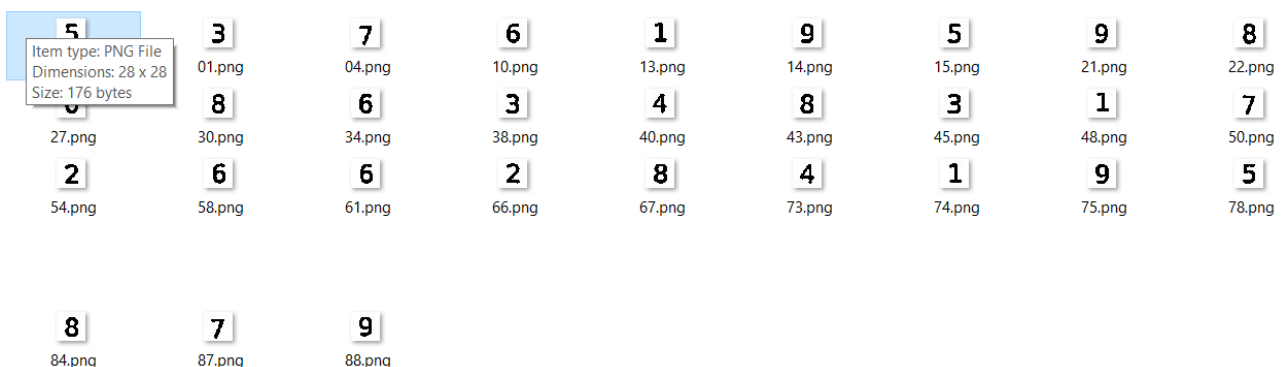 5 3 7 6 1 9 5 9 8
Item type: PNG File
Dimensions: 28 x 28
Size: 176 bytes
01.png 04.png 10.png 13.png 14.png 15.png 21.png 22.png
8 6 3 4 8 3 1 7
27.png 30.png 34.png 38.png 40.png 43.png 45.png 48.png 50.png
2 6 6 2 8 4 1 9 5
54.png 58.png 61.png 66.png 67.png 73.png 74.png 75.png 78.png
8 7 9
84.png 87.png 88.png